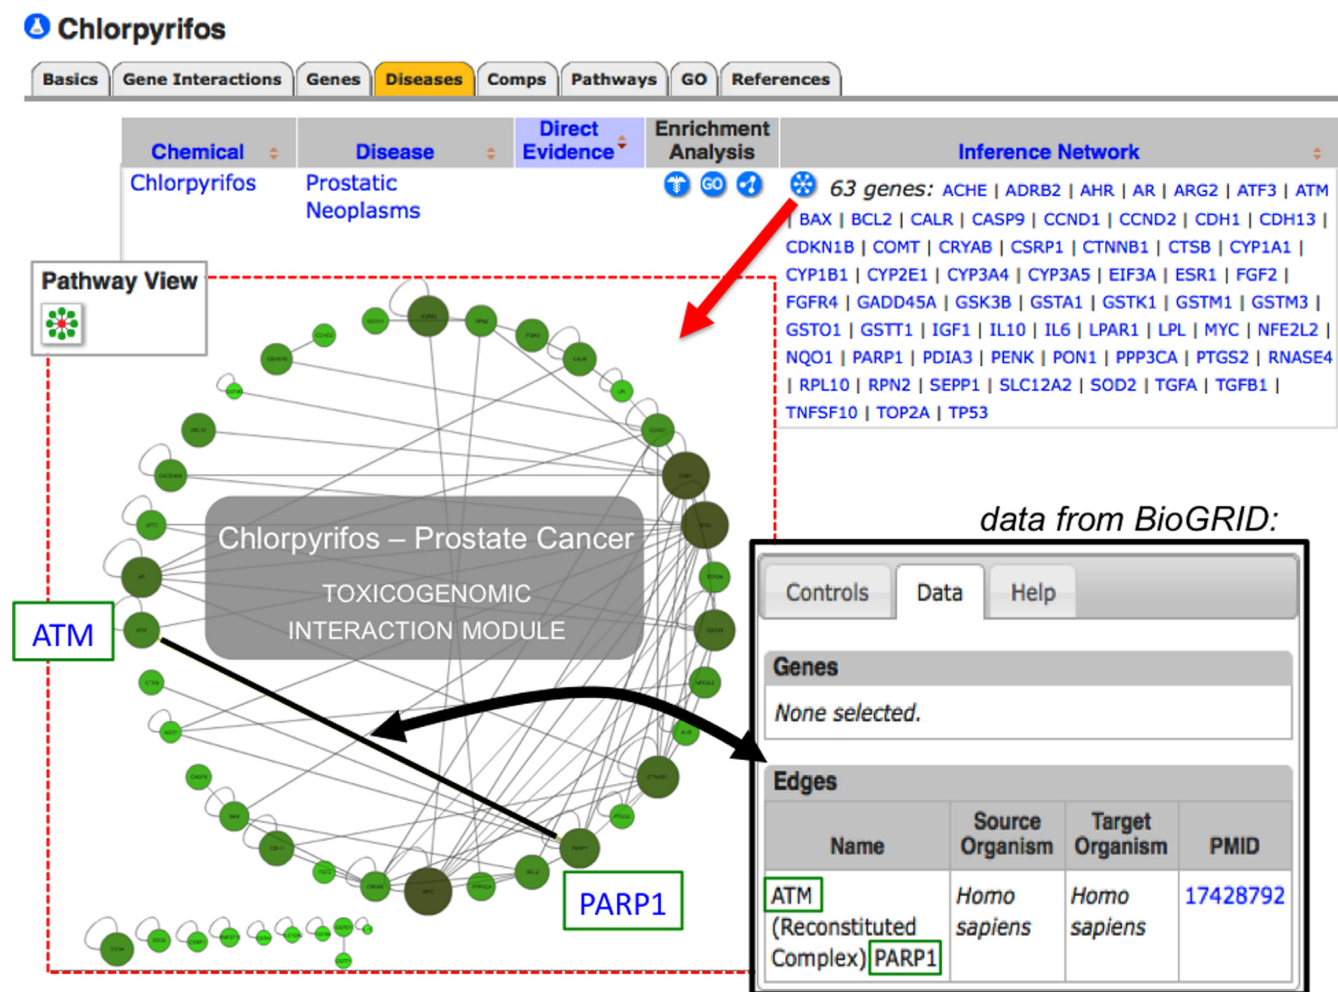 Chlorpyrifos
Basics Gene Interactions Genes Diseases Comps Pathways GO References
Chemical Disease Direct Evidence Enrichment Analysis Inference Network
Chlorpyrifos Prostatic Neoplasms
GO
63 genes: ACHE | ADRB2 | AHR | AR | ARG2 | ATF3 | ATM
| BAX | BCL2 | CALR | CASP9 | CCND1 | CCND2 | CDH1 | CDH13 |
CDKN1B | COMT | CRYAB | CSRP1 | CTNNB1 | CTSB | CYP1A1 |
CYP1B1 | CYP2E1 | CYP3A4 | CYP3A5 | EIF3A | ESR1 | FGF2 |
FGFR4 | GADD45A | GSK3B | GSTA1 | GSTK1 | GSTM1 | GSTM3 |
GSTO1 | GSTT1 | IGF1 | IL10 | IL6 | LPAR1 | LPL | MYC | NFE2L2 |
NQO1 | PARP1 | PDIA3 | PENK | PON1 | PPP3CA | PTGS2 | RNASE4
| RPL10 | RPN2 | SEPP1 | SLC12A2 | SOD2 | TGFA | TGFB1 |
TNFSF10 | TOP2A | TP53
Pathway View
Chlorpyrifos – Prostate Cancer
TOXICOGENOMIC
INTERACTION MODULE
ATM
PARP1
data from BioGRID:
Controls Data Help
Genes
None selected.
Edges
Name Source Organism Target Organism PMID
ATM (Reconstituted Complex) PARP1 Homo sapiens Homo sapiens 17428792